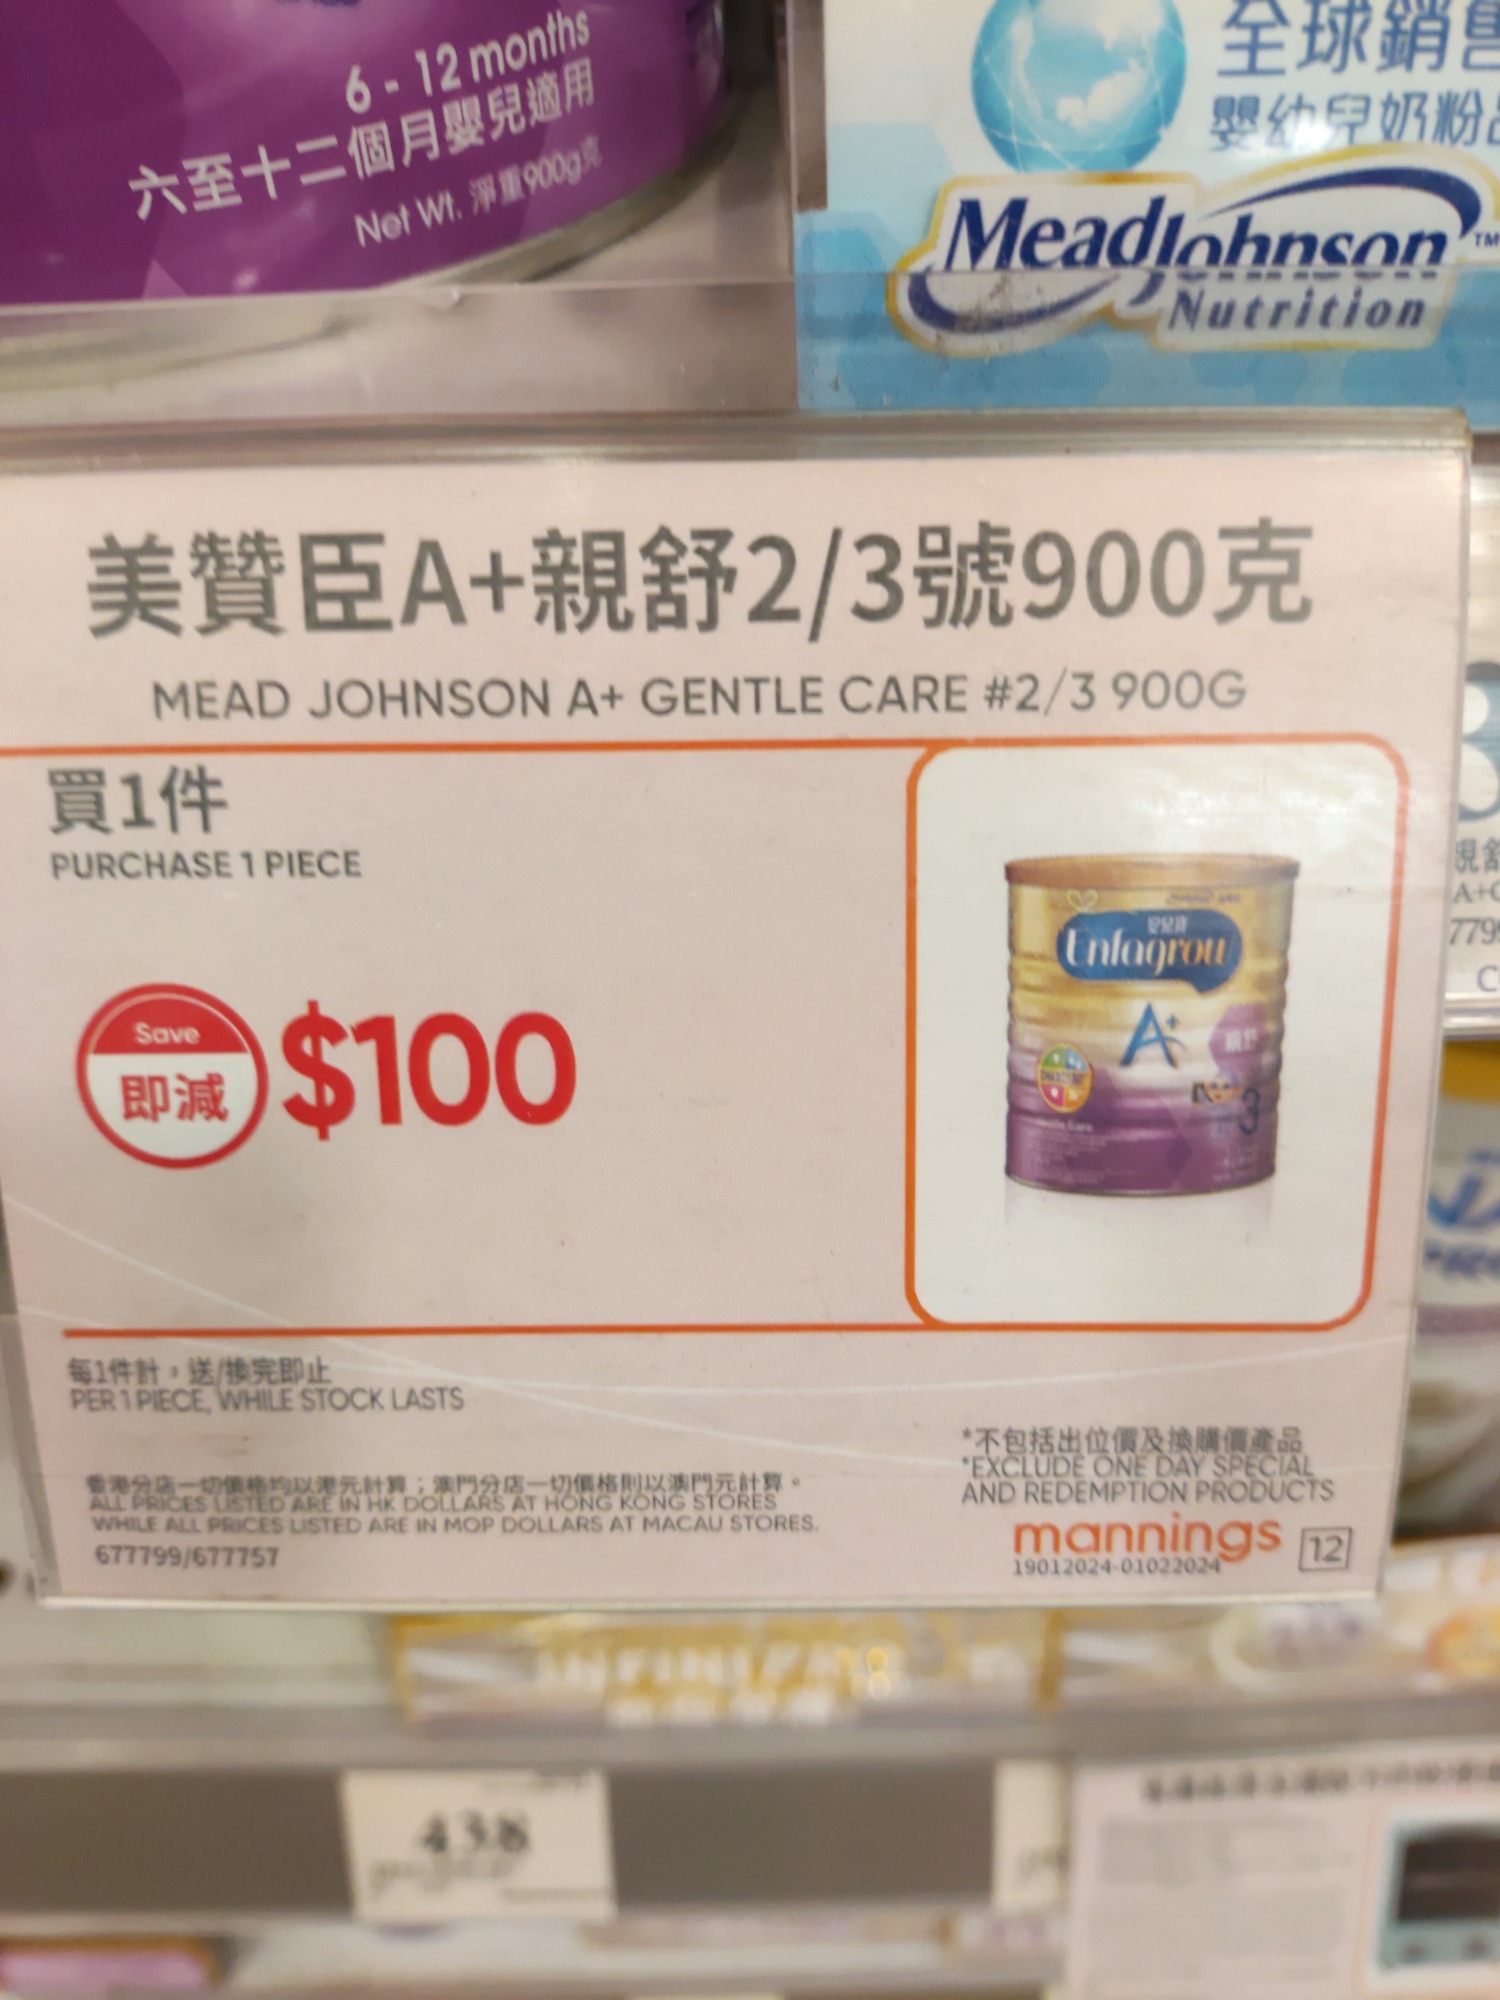 6 - 12 months
六至十二個月嬰兒適用
Net Wt. 淨重900g克
全球銷售
嬰幼兒奶粉
MeadJohnson™
Nutrition
美贊臣A+親舒2/3號900克
MEAD JOHNSON A+ GENTLE CARE #2/3 900G
買1件
PURCHASE 1 PIECE
Save
即減
$100
安兒寶
Enfagrow
A+
親舒
3
每1件計，送/換完即止
PER 1 PIECE, WHILE STOCK LASTS
*不包括出位價及換購價產品
*EXCLUDE ONE DAY SPECIAL
AND REDEMPTION PRODUCTS
香港分店一切價格均以港元計算；澳門分店一切價格則以澳門元計算。
ALL PRICES LISTED ARE IN HK DOLLARS AT HONG KONG STORES
WHILE ALL PRICES LISTED ARE IN MOP DOLLARS AT MACAU STORES.
677799/677757
mannings
19012024-01022024
12
438